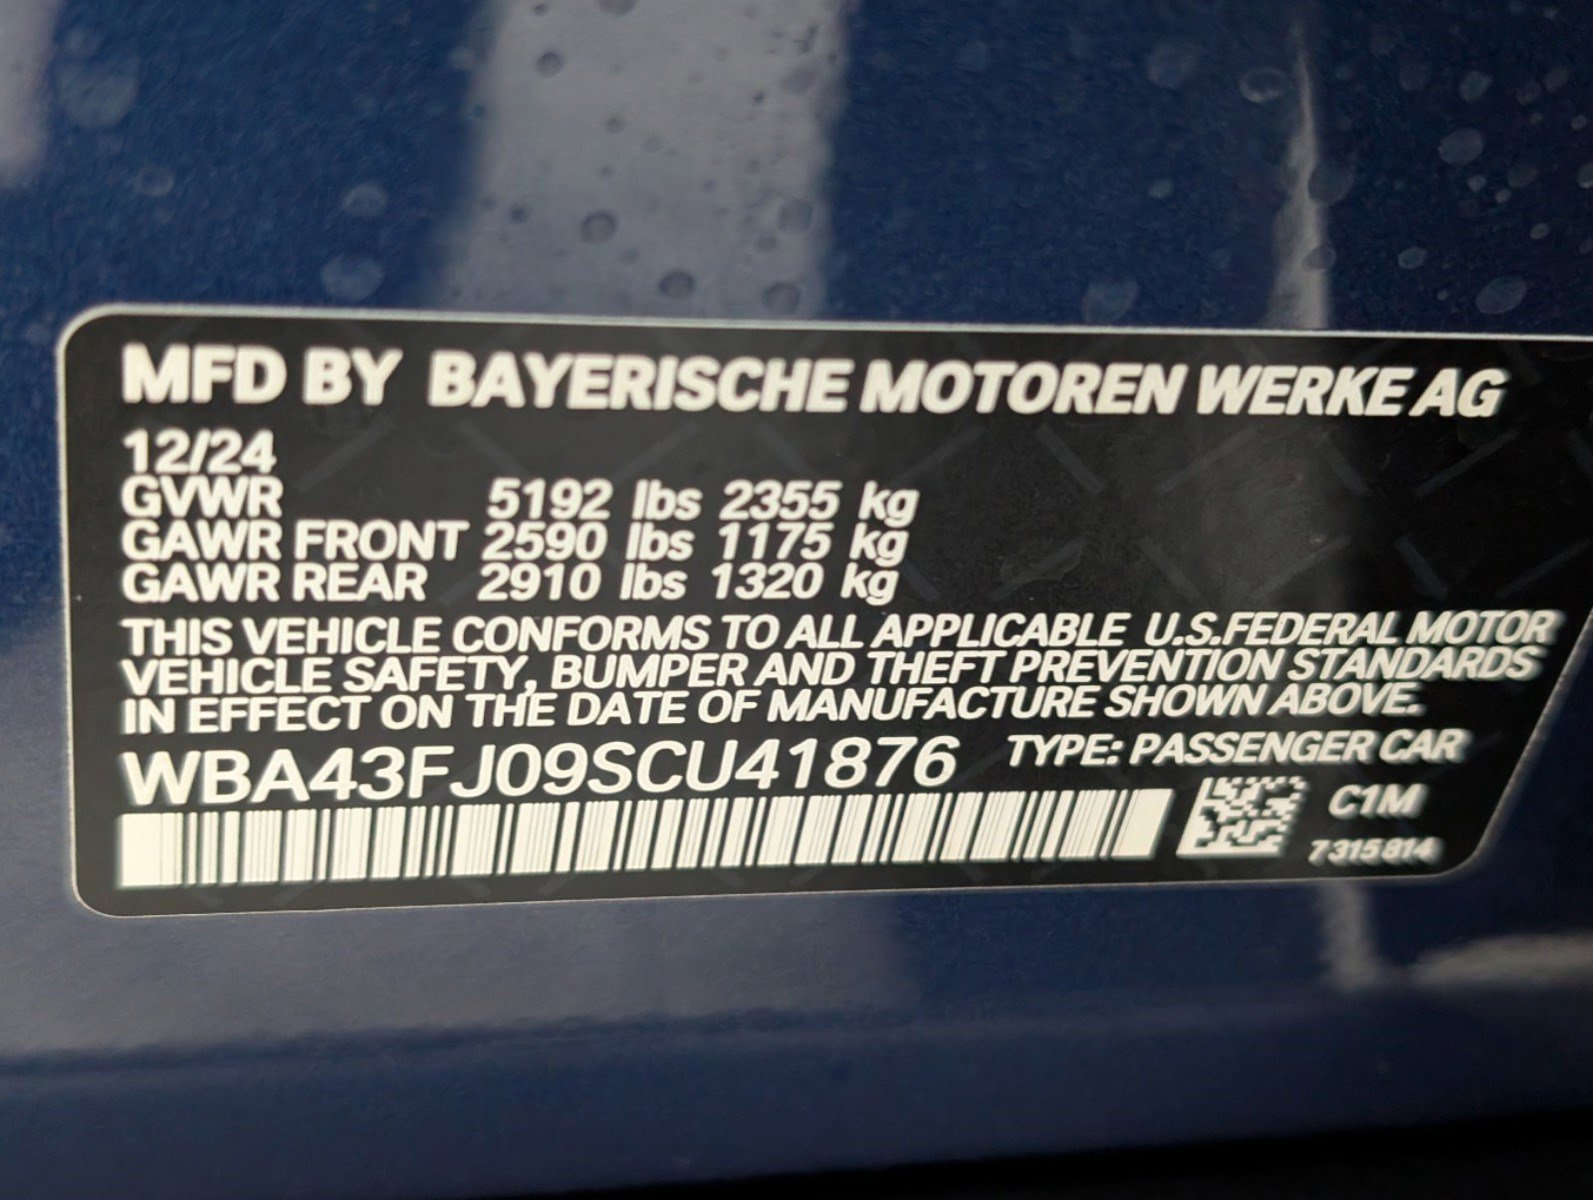 MFD BY BAYERISCHE MOTOREN WERKE AG
12/24
GVWR 5192 lbs 2355 kg
GAWR FRONT 2590 lbs 1175 kg
GAWR REAR 2910 lbs 1320 kg
THIS VEHICLE CONFORMS TO ALL APPLICABLE U.S.FEDERAL MOTOR
VEHICLE SAFETY, BUMPER AND THEFT PREVENTION STANDARDS
IN EFFECT ON THE DATE OF MANUFACTURE SHOWN ABOVE.
WBA43FJ09SCU41876 TYPE: PASSENGER CAR
C1M
7315814